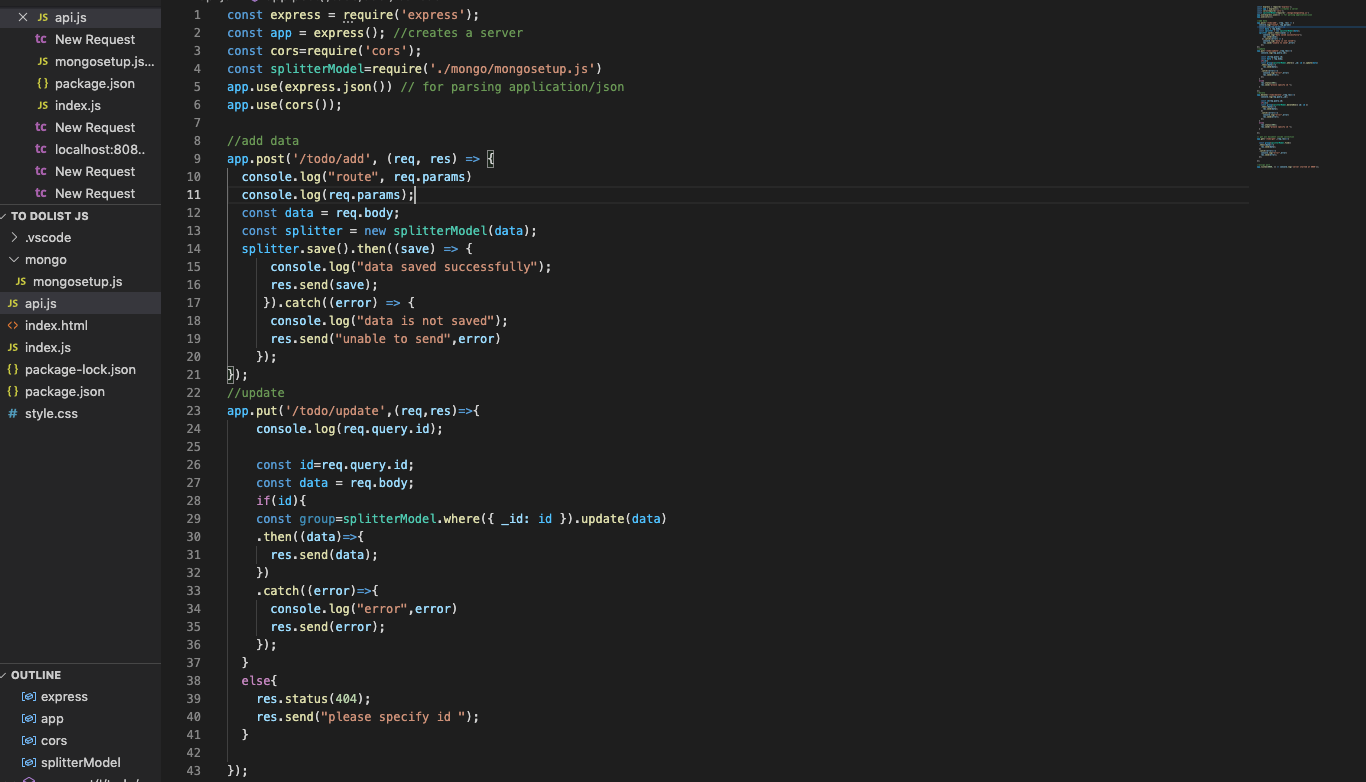 api.js
New Request
mongosetup.js...
package.json
index.js
New Request
localhost:808..
New Request
New Request
TO DOLIST JS
.vscode
mongo
mongosetup.js
api.js
index.html
index.js
package-lock.json
package.json
style.css
OUTLINE
express
app
cors
splitterModel
1 const express = require('express');
2 const app = express(); //creates a server
3 const cors=require('cors');
4 const splitterModel=require('./mongo/mongosetup.js')
5 app.use(express.json()) // for parsing application/json
6 app.use(cors());
7
8 //add data
9 app.post('/todo/add', (req, res) => {
10 console.log("route", req.params)
11 console.log(req.params);
12 const data = req.body;
13 const splitter = new splitterModel(data);
14 splitter.save().then((save) => {
15 console.log("data saved successfully");
16 res.send(save);
17 }).catch((error) => {
18 console.log("data is not saved");
19 res.send("unable to send",error)
20 });
21 });
22 //update
23 app.put('/todo/update',(req,res)=>{
24 console.log(req.query.id);
25
26 const id=req.query.id;
27 const data = req.body;
28 if(id){
29 const group=splitterModel.where({ _id: id }).update(data)
30 .then((data)=>{
31 res.send(data);
32 })
33 .catch((error)=>{
34 console.log("error",error)
35 res.send(error);
36 });
37 }
38 else{
39 res.status(404);
40 res.send("please specify id ");
41 }
42
43 });